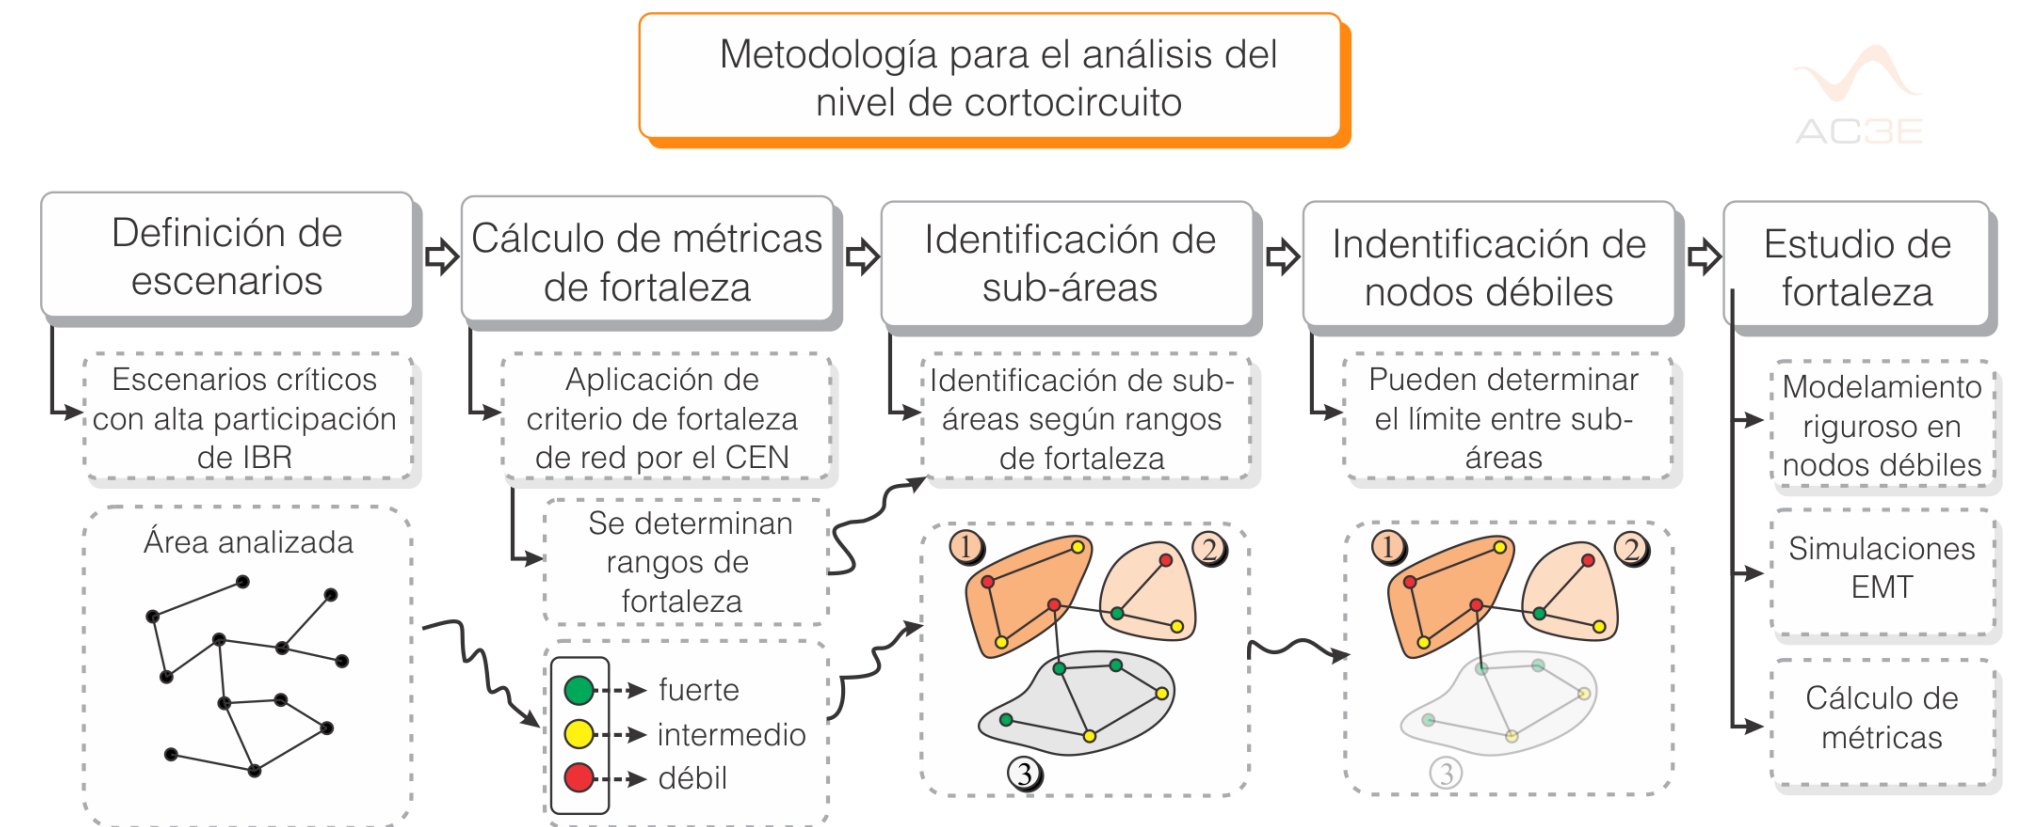 Metodología para el análisis del
nivel de cortocircuito
AC3E
Definición de
escenarios
Cálculo de métricas
de fortaleza
Identificación de
sub-áreas
Indentificación de
nodos débiles
Estudio de
fortaleza
Escenarios críticos
con alta participación
de IBR
Aplicación de
criterio de fortaleza
de red por el CEN
Identificación de sub-
áreas según rangos
de fortaleza
Pueden determinar
el límite entre sub-
áreas
Modelamiento
riguroso en
nodos débiles
Área analizada
Se determinan
rangos de
fortaleza
fuerte
intermedio
débil
1
2
3
1
2
3
Simulaciones
EMT
Cálculo de
métricas